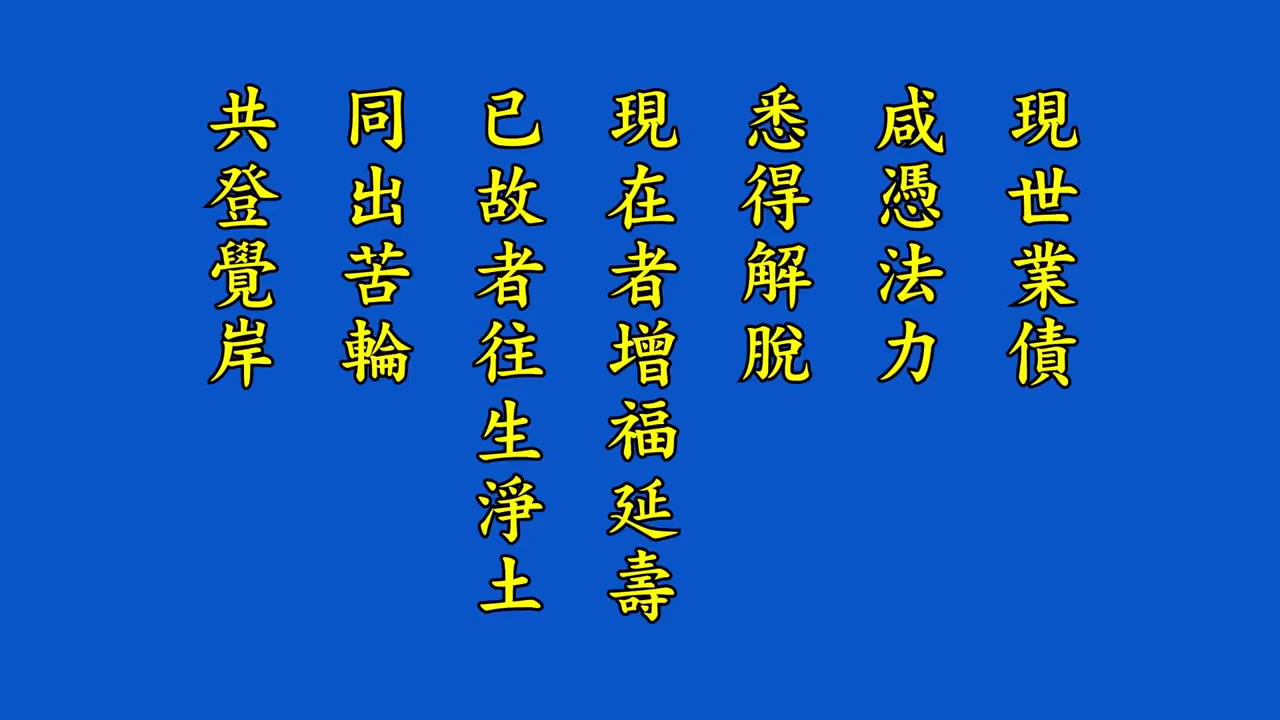 現世業債
咸憑法力
悉得解脫
現在者增福延壽
已故者往生淨土
同出苦輪
共登覺岸